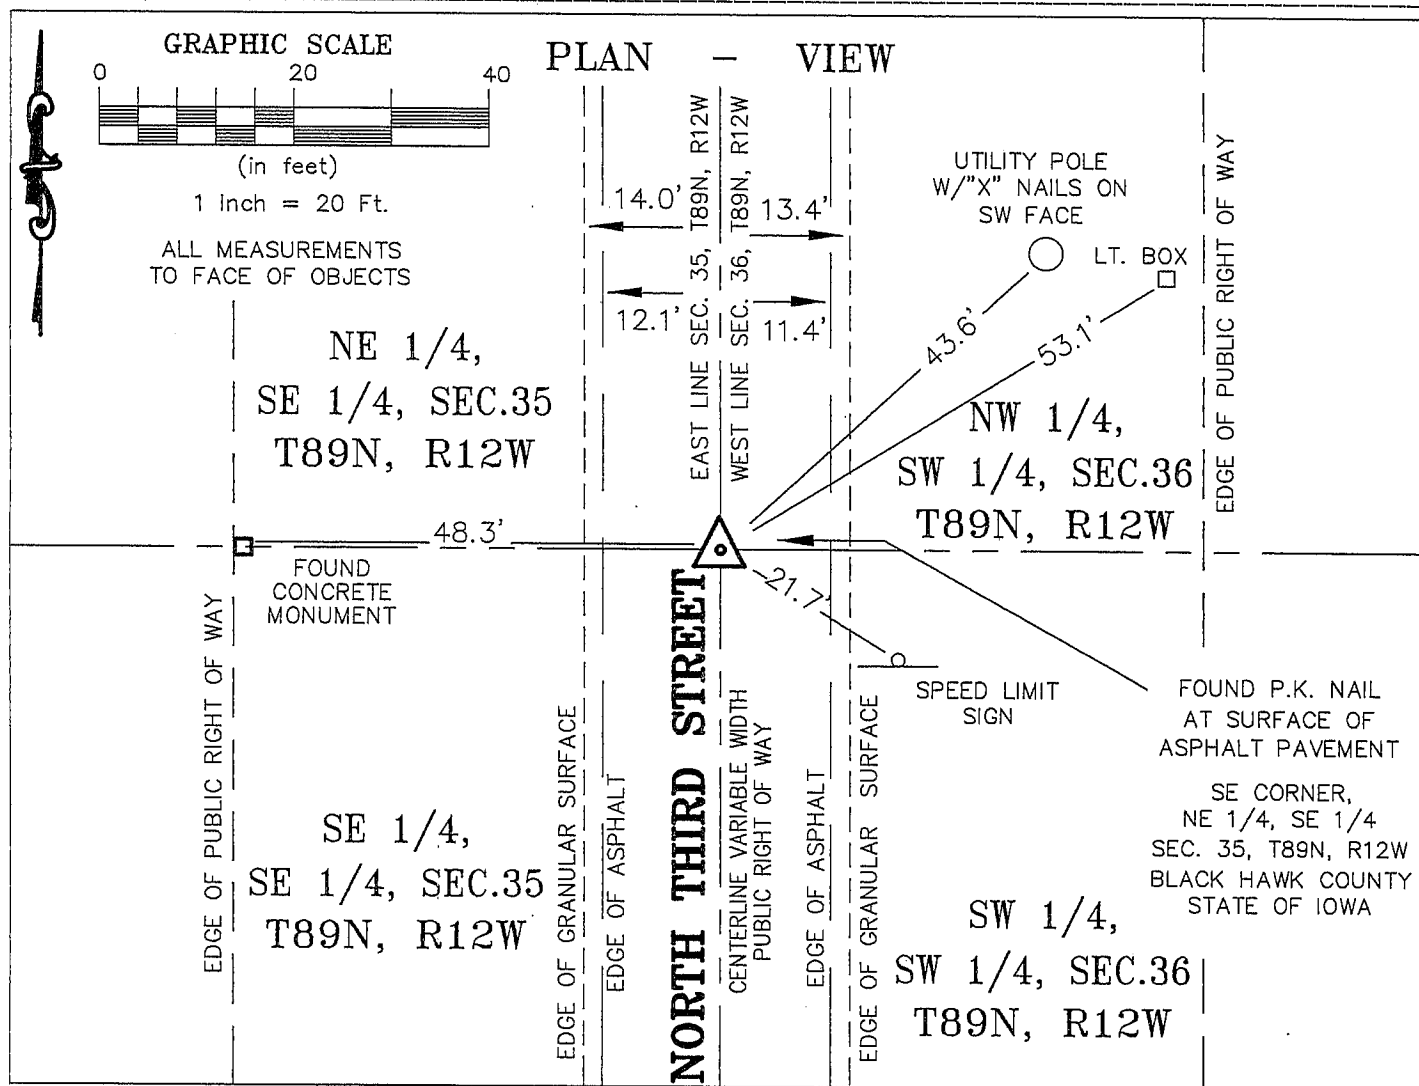 GRAPHIC SCALE
0 20 40
(in feet)
1 inch = 20 Ft.
ALL MEASUREMENTS
TO FACE OF OBJECTS
PLAN - VIEW
14.0'
13.4'
12.1'
11.4'
EAST LINE SEC. 35, T89N, R12W
WEST LINE SEC. 36, T89N, R12W
UTILITY POLE
W/"X" NAILS ON
SW FACE
LT. BOX
43.6'
53.1'
EDGE OF PUBLIC RIGHT OF WAY
NE 1/4,
SE 1/4, SEC.35
T89N, R12W
NW 1/4,
SW 1/4, SEC.36
T89N, R12W
48.3'
FOUND
CONCRETE
MONUMENT
21.7'
SPEED LIMIT
SIGN
FOUND P.K. NAIL
AT SURFACE OF
ASPHALT PAVEMENT
SE CORNER,
NE 1/4, SE 1/4
SEC. 35, T89N, R12W
BLACK HAWK COUNTY
STATE OF IOWA
EDGE OF PUBLIC RIGHT OF WAY
SE 1/4,
SE 1/4, SEC.35
T89N, R12W
EDGE OF GRANULAR SURFACE
EDGE OF ASPHALT
NORTH THIRD STREET
CENTERLINE VARIABLE WIDTH
PUBLIC RIGHT OF WAY
EDGE OF ASPHALT
EDGE OF GRANULAR SURFACE
SW 1/4,
SW 1/4, SEC.36
T89N, R12W